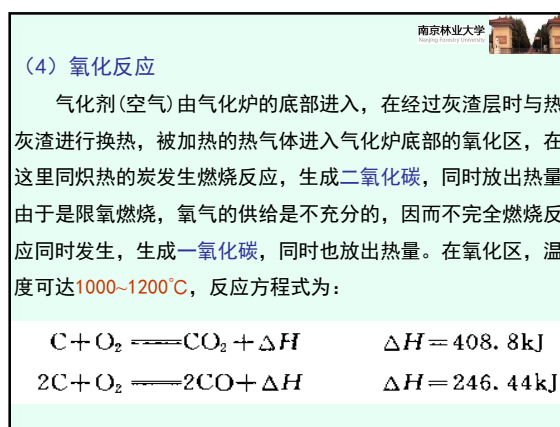 南京林业大学
Nanjing Forestry University
（4）氧化反应
气化剂(空气)由气化炉的底部进入，在经过灰渣层时与热
灰渣进行换热，被加热的热气体进入气化炉底部的氧化区，在
这里同炽热的炭发生燃烧反应，生成二氧化碳，同时放出热量
由于是限氧燃烧，氧气的供给是不充分的，因而不完全燃烧反
应同时发生，生成一氧化碳，同时也放出热量。在氧化区，温
度可达1000~1200℃，反应方程式为：
C+O₂══CO₂+ΔH ΔH=408.8kJ
2C+O₂══2CO+ΔH ΔH=246.44kJ